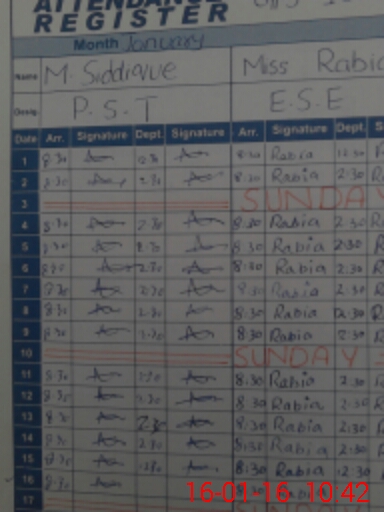 ATTENDANCE
REGISTER
Month January
Name M. Siddique Miss Rabia
Desig: P.S.T E.S.E
Date Arr. Signature Dept. Signature Arr. Signature Dept. S
1 8:30 12:30 8:30 Rabia 12:30
2 8:30 2:30 8:30 Rabia 2:30
3 SUNDAY
4 8:30 2:30 8:30 Rabia 2:30
5 8:30 2:30 8:30 Rabia 2:30
6 8:30 2:30 8:30 Rabia 2:30
7 8:30 2:30 8:30 Rabia 2:30
8 8:30 2:30 8:30 Rabia 12:30
9 8:30 2:30 8:30 Rabia 2:30
10 SUNDAY
11 8:30 2:30 8:30 Rabia 2:30
12 8:30 2:30 8:30 Rabia 2:30
13 8:30 2:30 8:30 Rabia 2:30
14 8:30 2:30 8:30 Rabia 2:30
15 8:30 12:30 8:30 Rabia 12:30
16 8:30
16-01-16 10:42
17